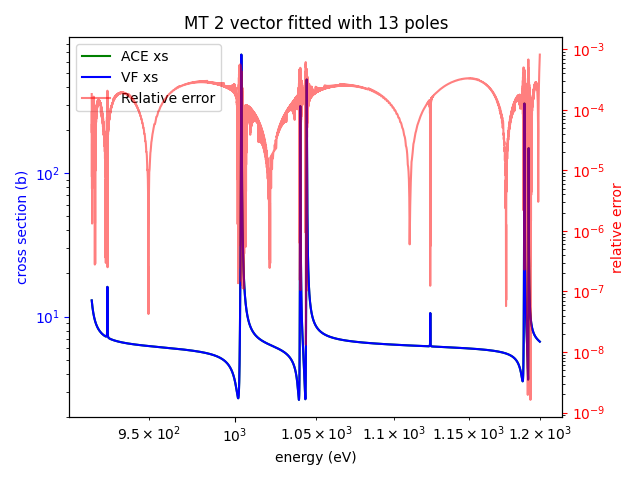 MT 2 vector fitted with 13 poles
ACE xs
VF xs
Relative error
cross section (b)
10²
10¹
10⁻³
10⁻⁴
10⁻⁵
10⁻⁶
10⁻⁷
10⁻⁸
10⁻⁹
relative error
9.5 × 10² 10³ 1.05 × 10³ 1.1 × 10³ 1.15 × 10³ 1.2 × 10³
energy (eV)